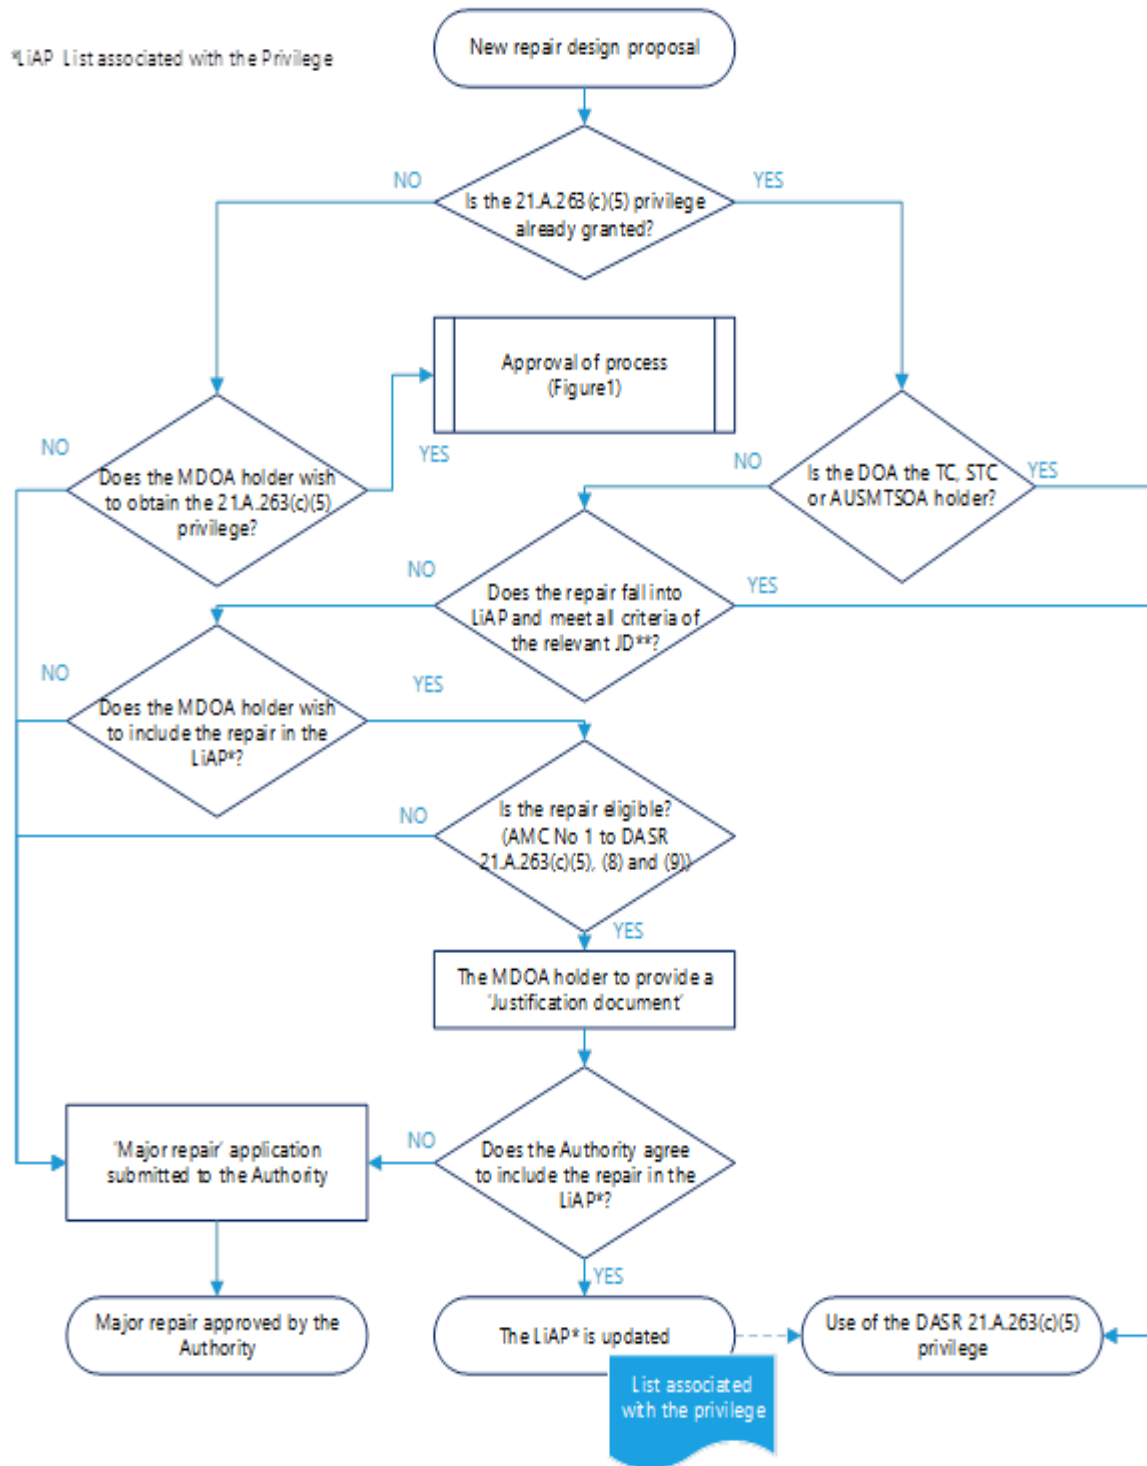 New repair design proposal
*LiAP List associated with the Privilege
NO
YES
Is the 21.A.263(c)(5) privilege
already granted?
Approval of process
(Figure1)
NO
Does the MDOA holder wish
to obtain the 21.A.263(c)(5)
privilege?
YES
NO
Is the DOA the TC, STC
or AUSMTSOA holder?
YES
NO
Does the repair fall into
LiAP and meet all criteria of
the relevant JD**?
YES
NO
Does the MDOA holder wish
to include the repair in the
LiAP*?
YES
NO
Is the repair eligible?
(AMC No 1 to DASR
21.A.263(c)(5), (8) and (9))
YES
The MDOA holder to provide a
'Justification document'
'Major repair' application
submitted to the Authority
NO
Does the Authority agree
to include the repair in the
LiAP*?
YES
Major repair approved by the
Authority
The LiAP* is updated
Use of the DASR 21.A.263(c)(5)
privilege
List associated
with the privilege